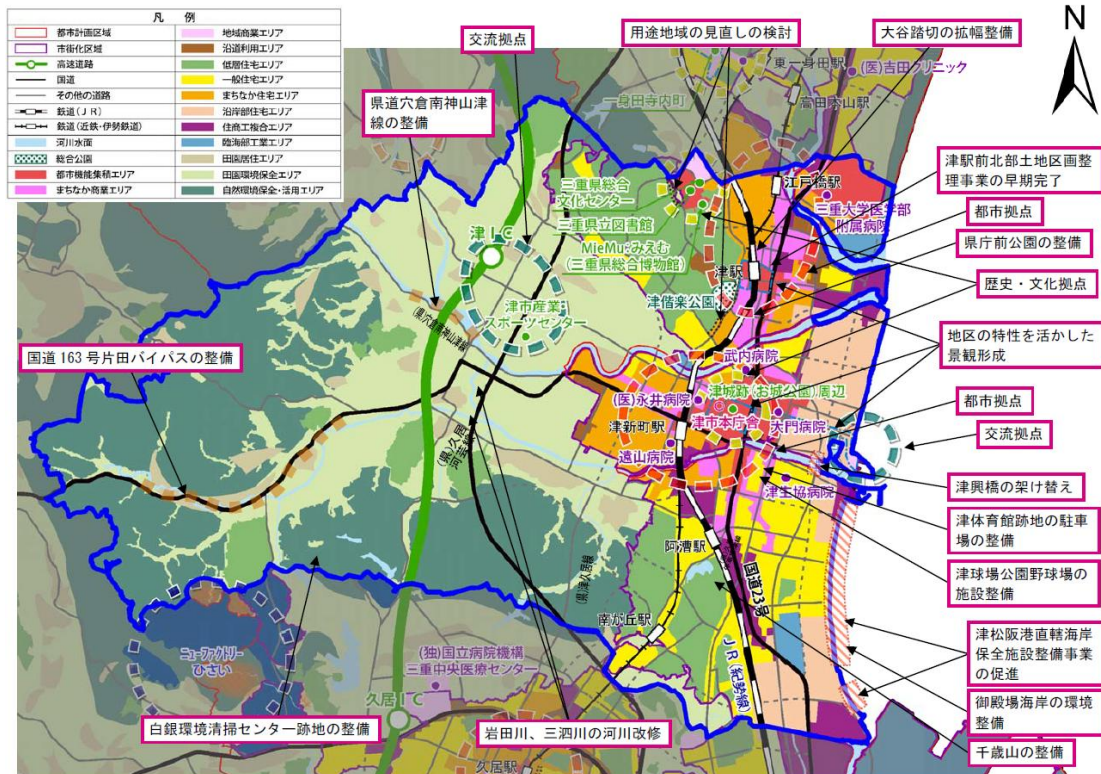 凡 例
都市計画区域
市街化区域
高速道路
国道
その他の道路
鉄道(JR)
鉄道(近鉄・伊勢鉄道)
河川水面
総合公園
都市機能集積エリア
まちなか商業エリア
地域商業エリア
沿道利用エリア
低層住宅エリア
一般住宅エリア
まちなか住宅エリア
沿岸部住宅エリア
住商工複合エリア
臨海部工業エリア
田園居住エリア
田園環境保全エリア
自然環境保全・活用エリア
交流拠点
用途地域の見直しの検討
大谷踏切の拡幅整備
N
県道穴倉南神山津
線の整備
津駅前北部土地区画整
理事業の早期完了
都市拠点
県庁前公園の整備
歴史・文化拠点
地区の特性を活かした
景観形成
都市拠点
交流拠点
津興橋の架け替え
津体育館跡地の駐車
場の整備
津球場公園野球場の
施設整備
津松阪港直轄海岸
保全施設整備事業
の促進
御殿場海岸の環境
整備
千歳山の整備
国道163号片田バイパスの整備
白銀環境清掃センター跡地の整備
岩田川、三泗川の河川改修
東一身田駅
(医)吉田クリニック
一身田寺内町
高田本山駅
江戸橋駅
三重県総合
文化センター
三重大学医学部
附属病院
三重県立図書館
MieMu:みえむ
(三重県総合博物館)
津IC
津駅
津偕楽公園
津市産業・
スポーツセンター
(県)穴倉南神山津線
武内病院
津城跡(お城公園)周辺
(医)永井病院
津市本庁舎
大門病院
津新町駅
遠山病院
津生協病院
(県)久居
河芸線
阿漕駅
国道23号
(県)津久居線
南が丘駅
JR(紀勢線)
ニューファクトリー
ひさい
(独)国立病院機構
三重中央医療センター
久居IC
久居駅